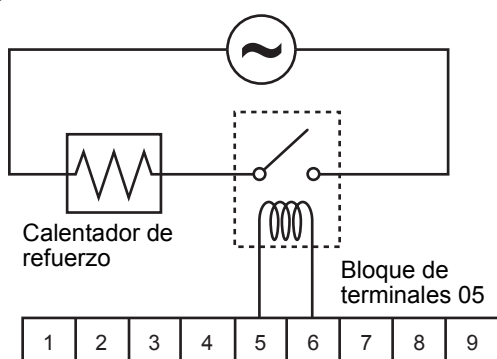 Calentador de
refuerzo
Bloque de
terminales 05
1 2 3 4 5 6 7 8 9